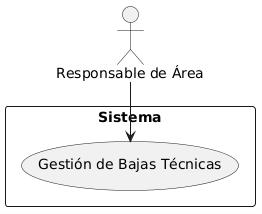 Responsable de Área
Sistema
Gestión de Bajas Técnicas